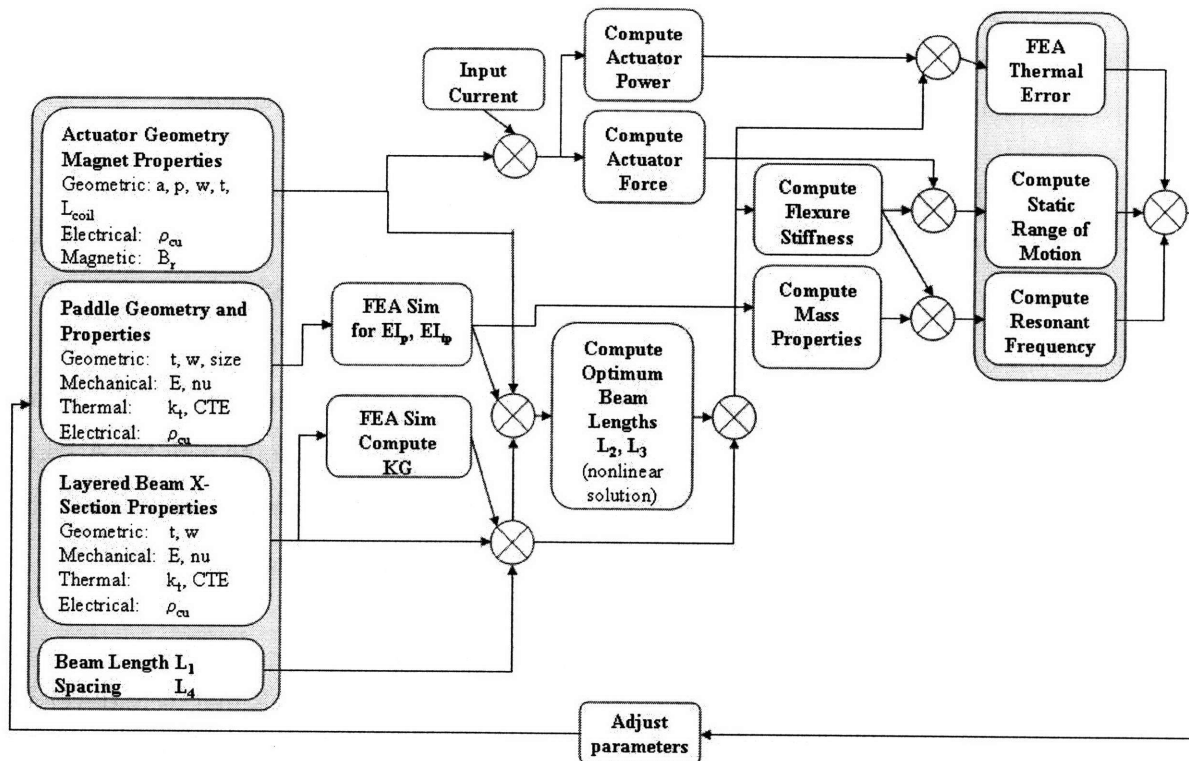 Input
Current
Compute
Actuator
Power
Compute
Actuator
Force
FEA
Thermal
Error
Actuator Geometry
Magnet Properties
Geometric: a, p, w, t,
L_coil
Electrical: ρ_cu
Magnetic: B_r
Compute
Flexure
Stiffness
Compute
Static
Range of
Motion
Paddle Geometry and
Properties
Geometric: t, w, size
Mechanical: E, nu
Thermal: k_t, CTE
Electrical: ρ_cu
FEA Sim
for EI_p, EI_tp
Compute
Mass
Properties
Compute
Resonant
Frequency
FEA Sim
Compute
KG
Compute
Optimum
Beam
Lengths
L_2, L_3
(nonlinear
solution)
Layered Beam X-
Section Properties
Geometric: t, w
Mechanical: E, nu
Thermal: k_t, CTE
Electrical: ρ_cu
Beam Length L_1
Spacing L_4
Adjust
parameters